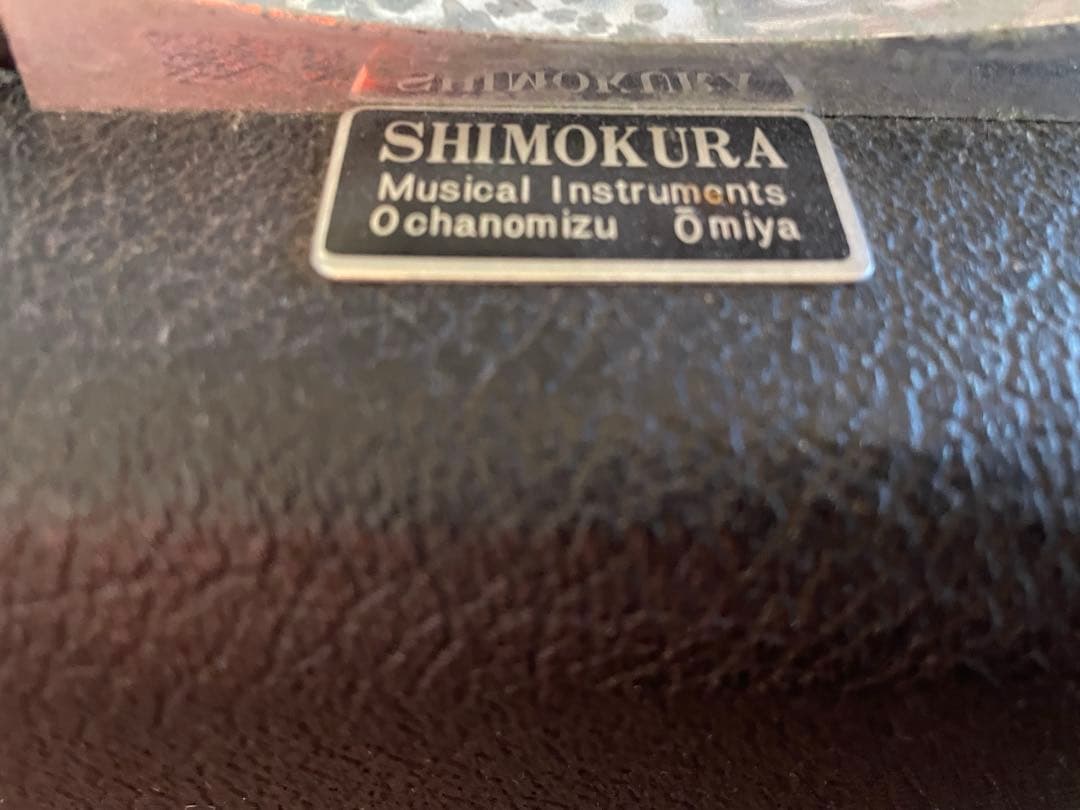 SHIMOKURA
Musical Instruments
Ochanomizu Ōmiya